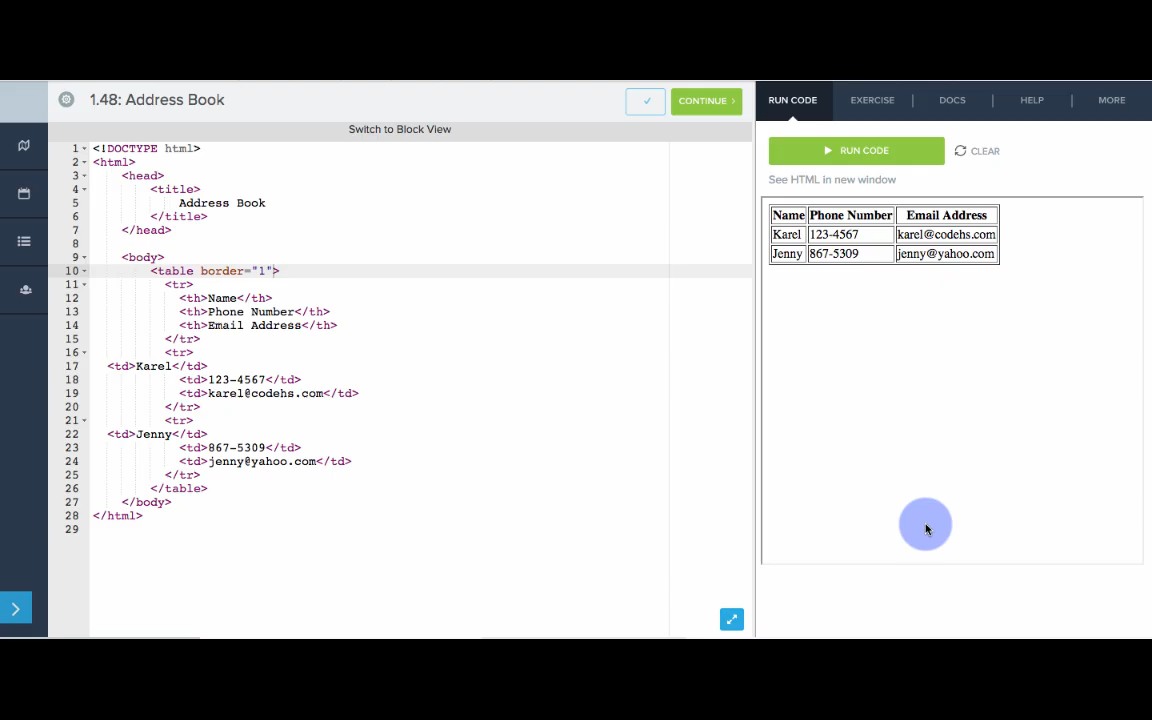 1.48: Address Book
✓
CONTINUE ›
RUN CODE
EXERCISE
DOCS
HELP
MORE
Switch to Block View
1 <!DOCTYPE html>
2 <html>
3 <head>
4 <title>
5 Address Book
6 </title>
7 </head>
8
9 <body>
10 <table border="1">
11 <tr>
12 <th>Name</th>
13 <th>Phone Number</th>
14 <th>Email Address</th>
15 </tr>
16 <tr>
17 <td>Karel</td>
18 <td>123-4567</td>
19 <td>karel@codehs.com</td>
20 </tr>
21 <tr>
22 <td>Jenny</td>
23 <td>867-5309</td>
24 <td>jenny@yahoo.com</td>
25 </tr>
26 </table>
27 </body>
28 </html>
29
RUN CODE
CLEAR
See HTML in new window
Name Phone Number Email Address
Karel 123-4567 karel@codehs.com
Jenny 867-5309 jenny@yahoo.com